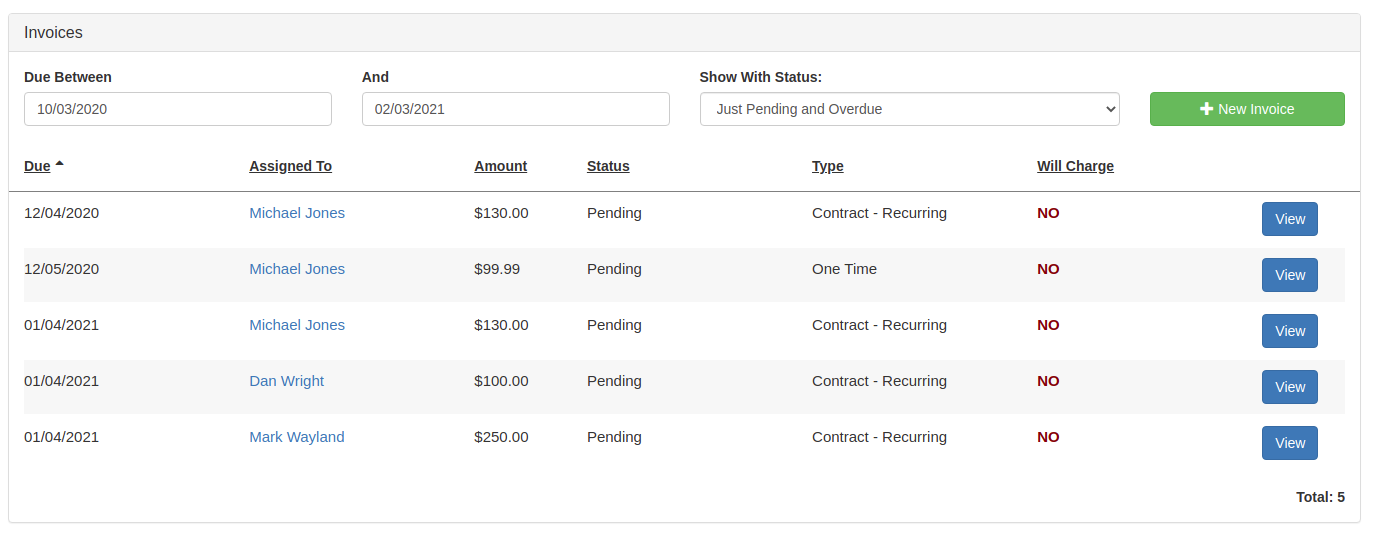 Invoices
Due Between And Show With Status:
10/03/2020 02/03/2021 Just Pending and Overdue New Invoice
Due Assigned To Amount Status Type Will Charge
12/04/2020 Michael Jones $130.00 Pending Contract - Recurring NO View
12/05/2020 Michael Jones $99.99 Pending One Time NO View
01/04/2021 Michael Jones $130.00 Pending Contract - Recurring NO View
01/04/2021 Dan Wright $100.00 Pending Contract - Recurring NO View
01/04/2021 Mark Wayland $250.00 Pending Contract - Recurring NO View
Total: 5